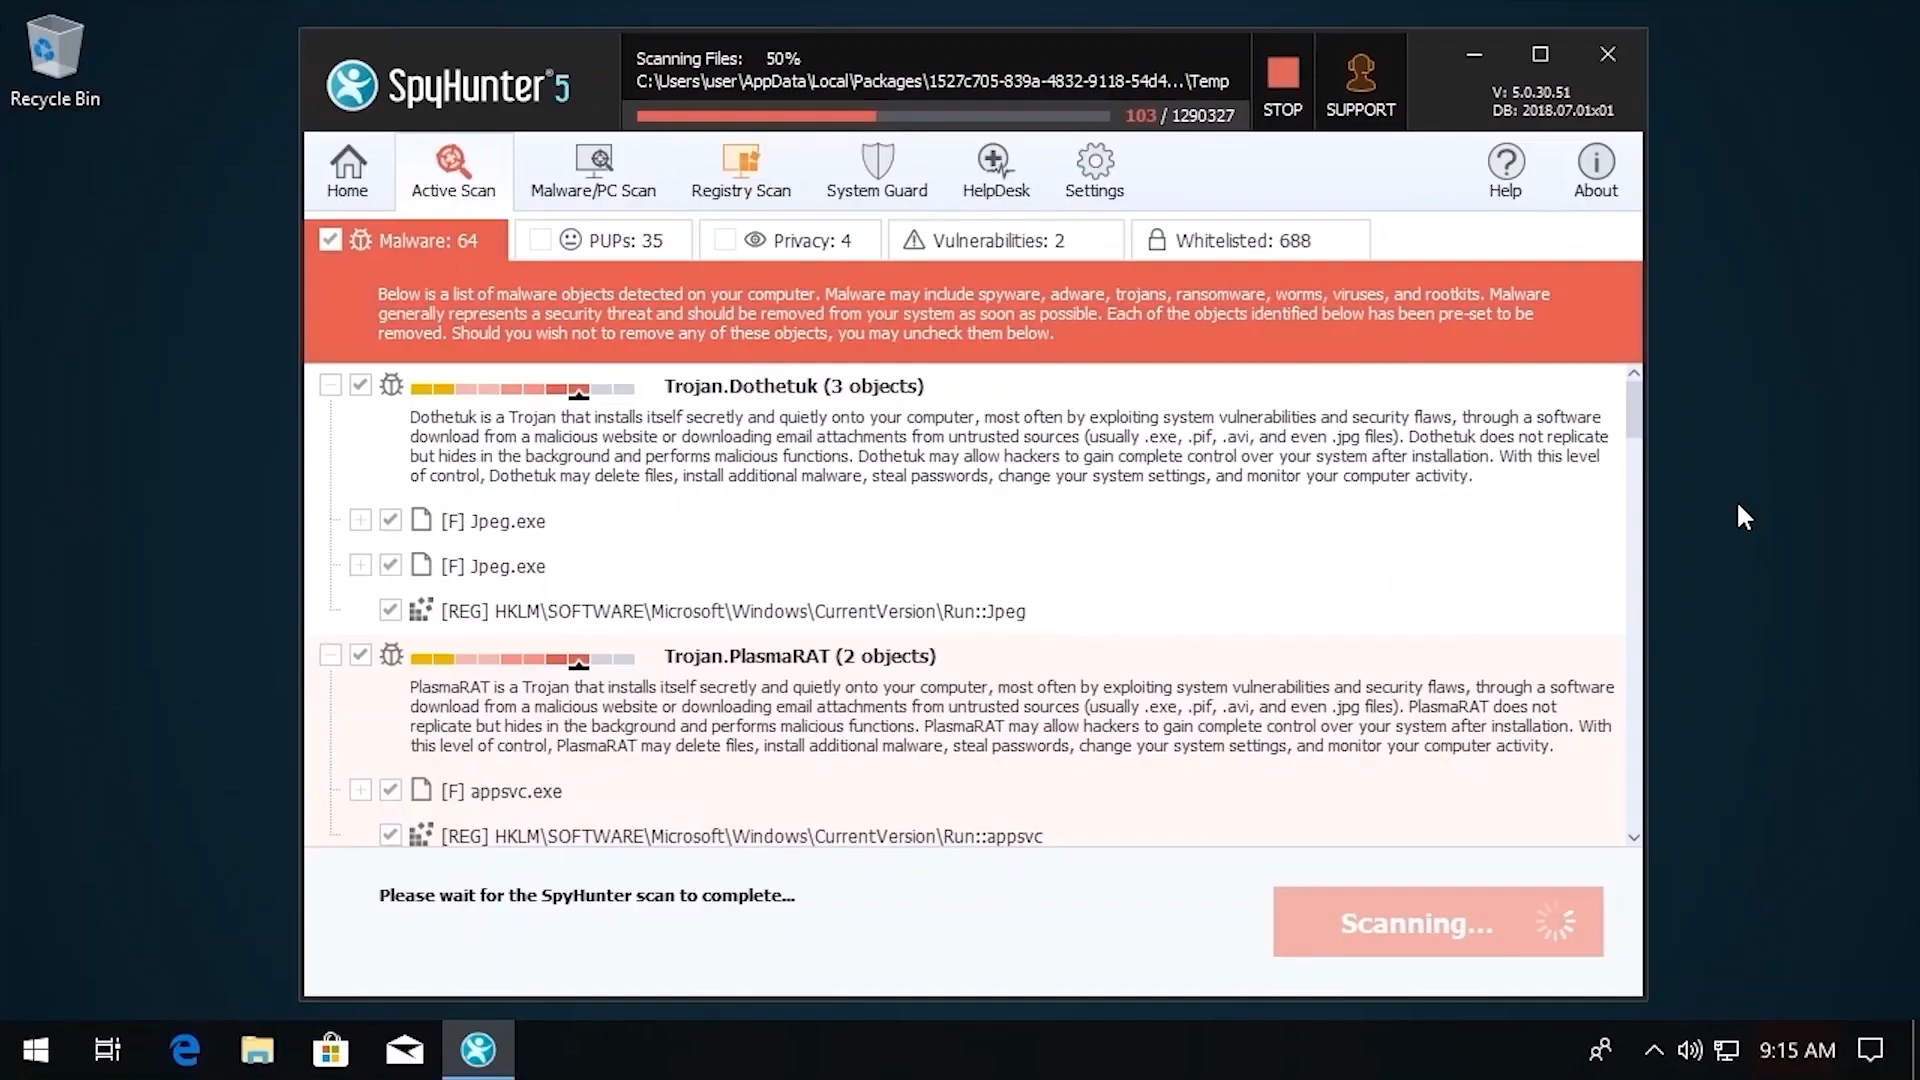 Recycle Bin
SpyHunter® 5
Scanning Files: 50%
C:\Users\user\AppData\Local\Packages\1527c705-839a-4832-9118-54d4...\Temp
103 / 1290327
STOP
SUPPORT
V: 5.0.30.51
DB: 2018.07.01x01
Home
Active Scan
Malware/PC Scan
Registry Scan
System Guard
HelpDesk
Settings
Help
About
Malware: 64
PUPs: 35
Privacy: 4
Vulnerabilities: 2
Whitelisted: 688
Below is a list of malware objects detected on your computer. Malware may include spyware, adware, trojans, ransomware, worms, viruses, and rootkits. Malware
generally represents a security threat and should be removed from your system as soon as possible. Each of the objects identified below has been pre-set to be
removed. Should you wish not to remove any of these objects, you may uncheck them below.
Trojan.Dothetuk (3 objects)
Dothetuk is a Trojan that installs itself secretly and quietly onto your computer, most often by exploiting system vulnerabilities and security flaws, through a software
download from a malicious website or downloading email attachments from untrusted sources (usually .exe, .pif, .avi, and even .jpg files). Dothetuk does not replicate
but hides in the background and performs malicious functions. Dothetuk may allow hackers to gain complete control over your system after installation. With this level
of control, Dothetuk may delete files, install additional malware, steal passwords, change your system settings, and monitor your computer activity.
[F] Jpeg.exe
[F] Jpeg.exe
[REG] HKLM\SOFTWARE\Microsoft\Windows\CurrentVersion\Run::Jpeg
Trojan.PlasmaRAT (2 objects)
PlasmaRAT is a Trojan that installs itself secretly and quietly onto your computer, most often by exploiting system vulnerabilities and security flaws, through a software
download from a malicious website or downloading email attachments from untrusted sources (usually .exe, .pif, .avi, and even .jpg files). PlasmaRAT does not
replicate but hides in the background and performs malicious functions. PlasmaRAT may allow hackers to gain complete control over your system after installation. With
this level of control, PlasmaRAT may delete files, install additional malware, steal passwords, change your system settings, and monitor your computer activity.
[F] appsvc.exe
[REG] HKLM\SOFTWARE\Microsoft\Windows\CurrentVersion\Run::appsvc
Please wait for the SpyHunter scan to complete...
Scanning...
9:15 AM